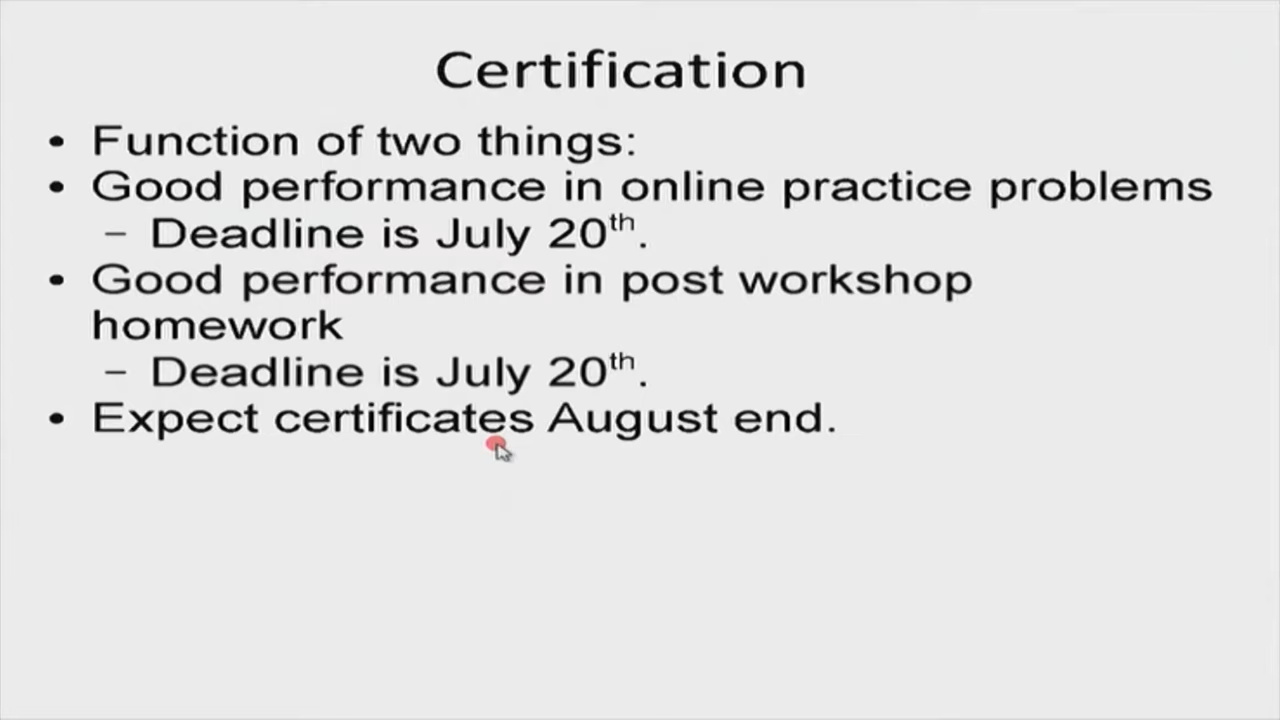 Certification
• Function of two things:
• Good performance in online practice problems
– Deadline is July 20th.
• Good performance in post workshop
homework
– Deadline is July 20th.
• Expect certificates August end.